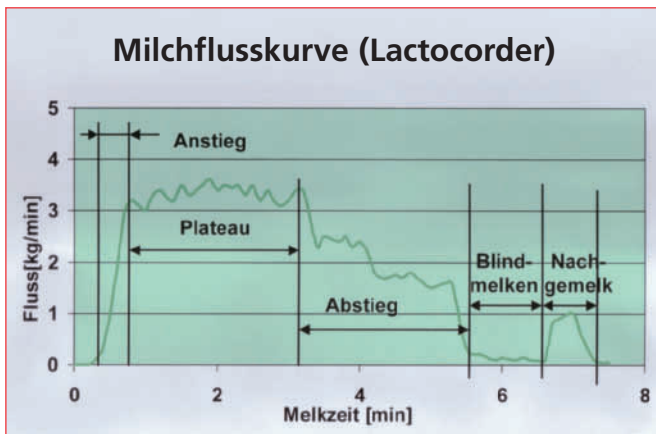 Milchflusskurve (Lactocorder)
Fluss[kg/min]
5
4
3
2
1
0
Anstieg
Plateau
Abstieg
Blind-
melken
Nach-
gemelk
0 2 4 6 8
Melkzeit [min]